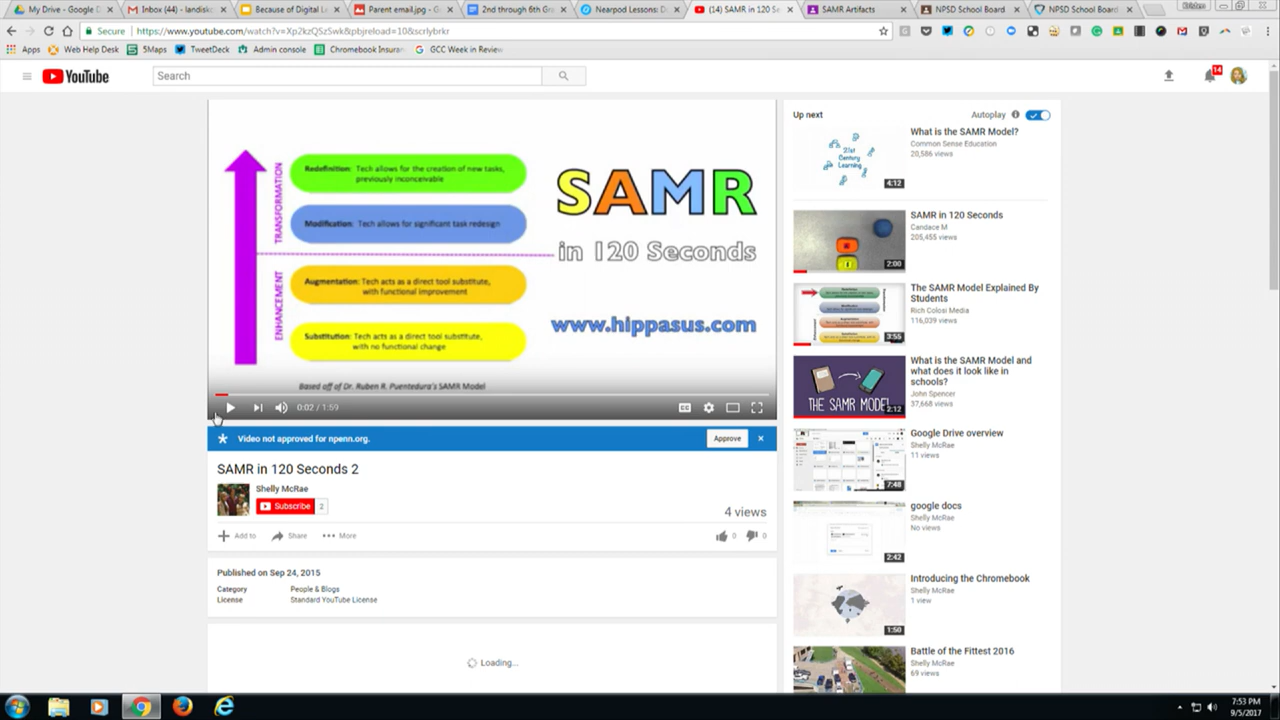 My Drive - Google D
Inbox (44) - landisk
Because of Digital L
Parent email.jpg - G
2nd through 6th Gra
Nearpod Lessons: D
(14) SAMR in 120 Se
SAMR Artifacts
NPSD School Board
NPSD School Board
Secure
https://www.youtube.com/watch?v=Xp2kzQSzSwk&pbjreload=10&scrlybrkr
Apps
Web Help Desk
5Maps
TweetDeck
Admin console
Chromebook Insuran
GCC Week in Review
YouTube
Search
14
Redefinition: Tech allows for the creation of new tasks,
previously inconceivable
Modification: Tech allows for significant task redesign
Augmentation: Tech acts as a direct tool substitute,
with functional improvement
Substitution: Tech acts as a direct tool substitute,
with no functional change
TRANSFORMATION
ENHANCEMENT
SAMR
in 120 Seconds
www.hippasus.com
Based off of Dr. Ruben R. Puentedura's SAMR Model
0:02 / 1:59
CC
Video not approved for npenn.org.
Approve
SAMR in 120 Seconds 2
Shelly McRae
Subscribe 2
4 views
Add to
Share
More
0
0
Published on Sep 24, 2015
Category People & Blogs
License Standard YouTube License
Loading...
Up next
Autoplay
21st
Century
Learning
4:12
What is the SAMR Model?
Common Sense Education
20,586 views
2:00
SAMR in 120 Seconds
Candace M
205,455 views
3:55
The SAMR Model Explained By
Students
Rich Colosi Media
116,039 views
THE SAMR MODEL
2:12
What is the SAMR Model and
what does it look like in
schools?
John Spencer
37,668 views
7:48
Google Drive overview
Shelly McRae
11 views
2:42
google docs
Shelly McRae
No views
1:50
Introducing the Chromebook
Shelly McRae
1 view
Battle of the Fittest 2016
Shelly McRae
69 views
7:53 PM
9/5/2017